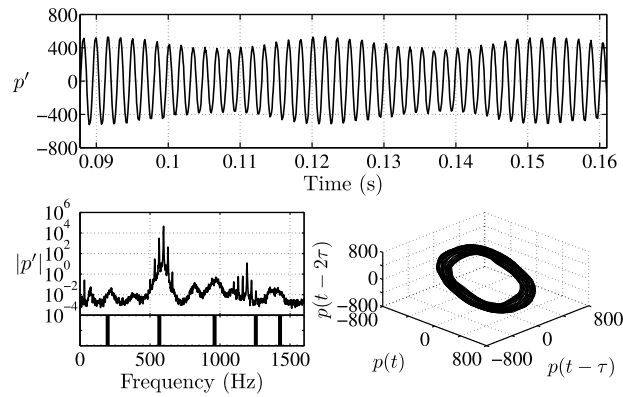 800
400
0
−400
−800
p′
0.09 0.1 0.11 0.12 0.13 0.14 0.15 0.16
Time (s)
10^6
10^4
10^2
10^0
10^−2
10^−4
|p′|
0 500 1000 1500
Frequency (Hz)
800
0
−800
p(t − 2τ)
−800
0
800
p(t)
−800
0
800
p(t − τ)